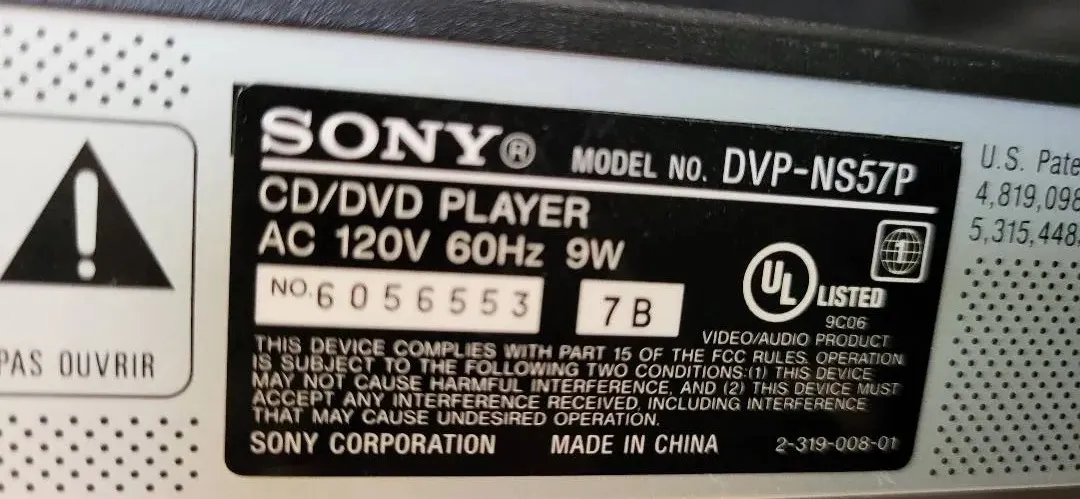 SONY® MODEL NO. DVP-NS57P
CD/DVD PLAYER
AC 120V 60Hz 9W
NO. 6056553 7B
UL LISTED
9C06
VIDEO/AUDIO PRODUCT
THIS DEVICE COMPLIES WITH PART 15 OF THE FCC RULES. OPERATION
IS SUBJECT TO THE FOLLOWING TWO CONDITIONS:(1) THIS DEVICE
MAY NOT CAUSE HARMFUL INTERFERENCE, AND (2) THIS DEVICE MUST
ACCEPT ANY INTERFERENCE RECEIVED, INCLUDING INTERFERENCE
THAT MAY CAUSE UNDESIRED OPERATION.
SONY CORPORATION MADE IN CHINA 2-319-008-01
1
PAS OUVRIR
U.S. Pate
4,819,098
5,315,448